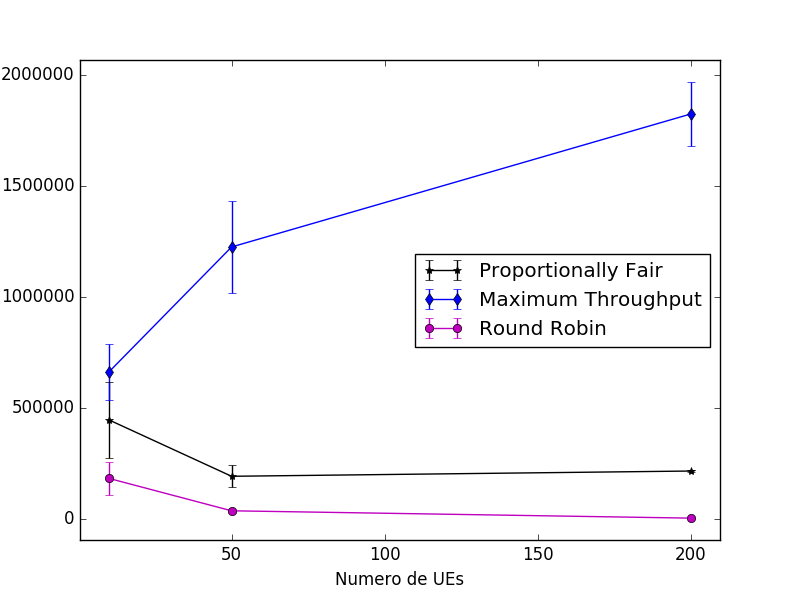 2000000
1500000
1000000
500000
0
Proportionally Fair
Maximum Throughput
Round Robin
50 100 150 200
Numero de UEs